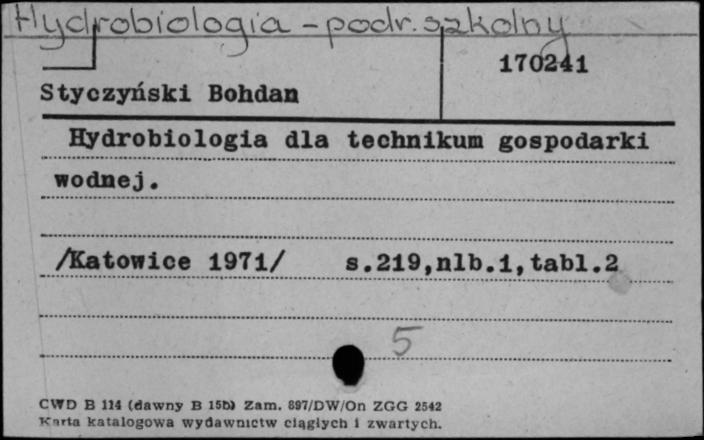 Hydrobiologia - podr. szkolny
170241
Styczyński Bohdan
Hydrobiologia dla technikum gospodarki
wodnej.
/Katowice 1971/ s.219,nlb.1,tabl.2
5
CWD B 114 (dawny B 15b) Zam. 897/DW/On ZGG 2542
Karta katalogowa wydawnictw ciągłych i zwartych.